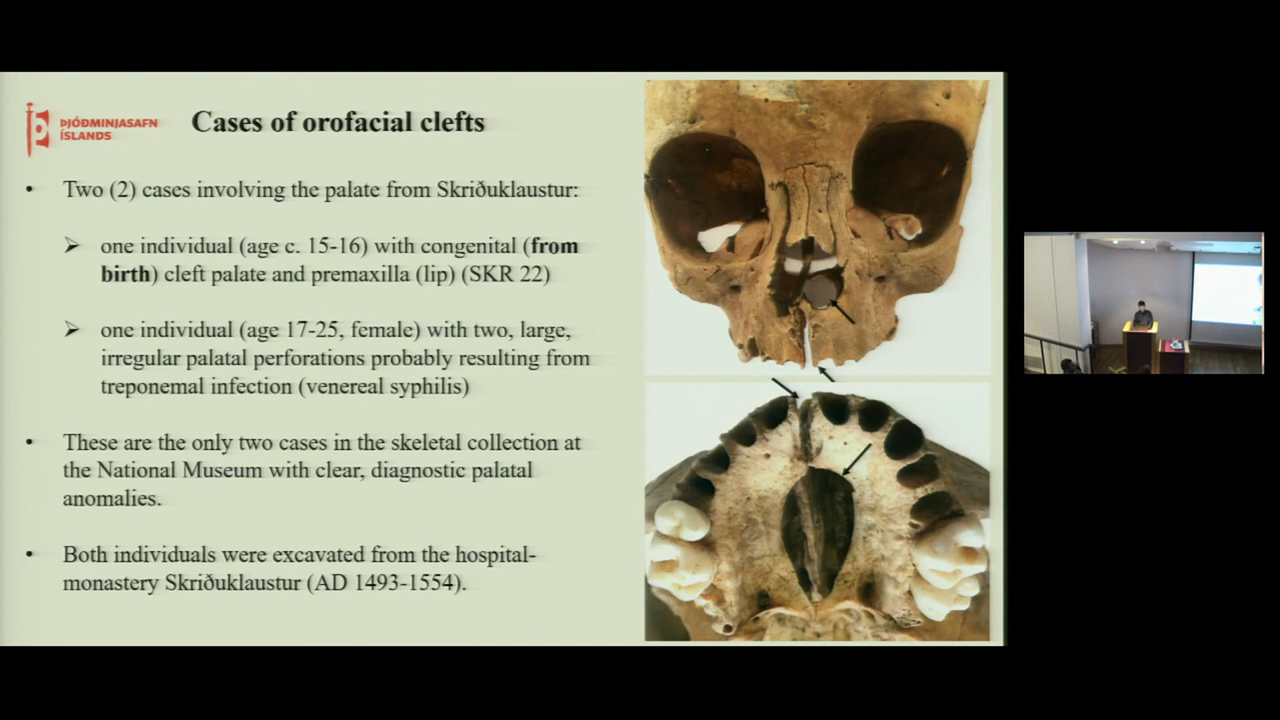 ÞJÓÐMINJASAFN
ÍSLANDS
Cases of orofacial clefts
• Two (2) cases involving the palate from Skriðuklaustur:
➢ one individual (age c. 15-16) with congenital (from
birth) cleft palate and premaxilla (lip) (SKR 22)
➢ one individual (age 17-25, female) with two, large,
irregular palatal perforations probably resulting from
treponemal infection (venereal syphilis)
• These are the only two cases in the skeletal collection at
the National Museum with clear, diagnostic palatal
anomalies.
• Both individuals were excavated from the hospital-
monastery Skriðuklaustur (AD 1493-1554).